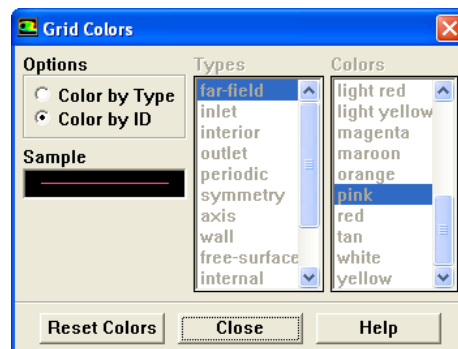 Grid Colors
Options
Color by Type
Color by ID
Sample
Types
far-field
inlet
interior
outlet
periodic
symmetry
axis
wall
free-surface
internal
Colors
light red
light yellow
magenta
maroon
orange
pink
red
tan
white
yellow
Reset Colors
Close
Help